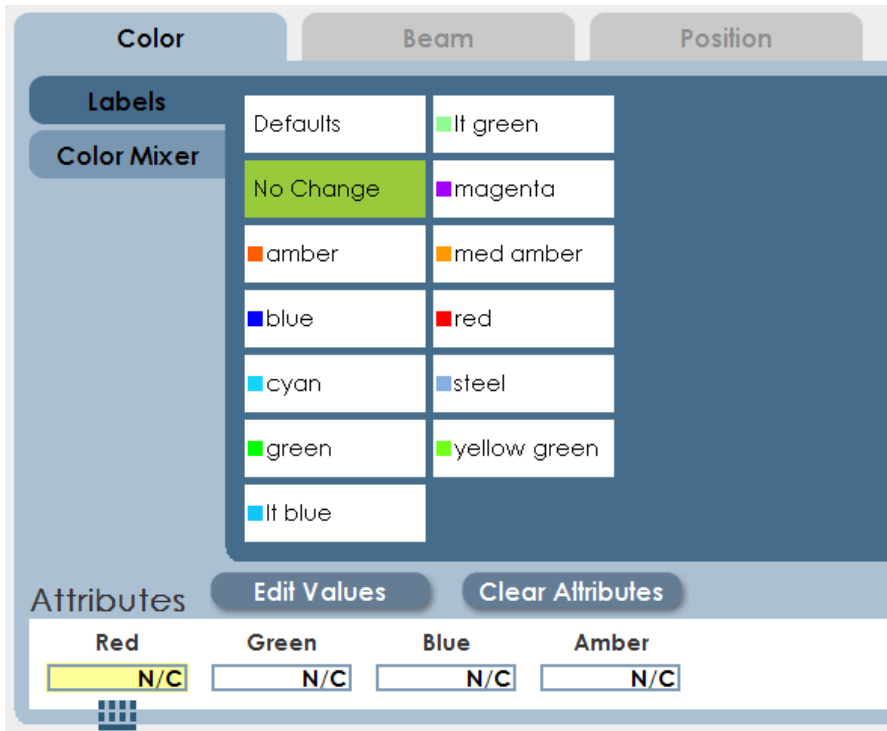 Color Beam Position
Labels
Color Mixer
Defaults lt green
No Change magenta
amber med amber
blue red
cyan steel
green yellow green
lt blue
Attributes Edit Values Clear Attributes
Red Green Blue Amber
N/C N/C N/C N/C